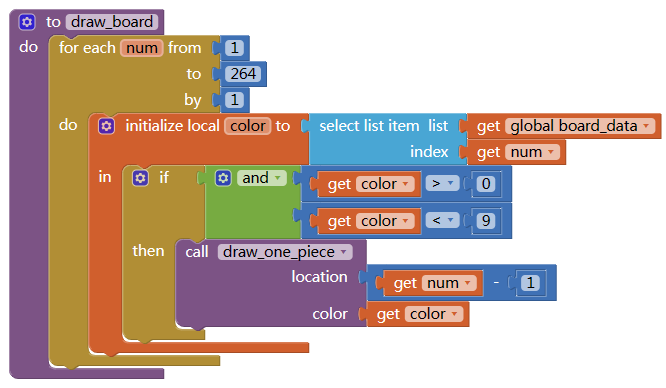 to draw_board
do for each num from 1
to 264
by 1
do initialize local color to select list item list get global board_data
index get num
in if and get color > 0
get color < 9
then call draw_one_piece
location get num - 1
color get color